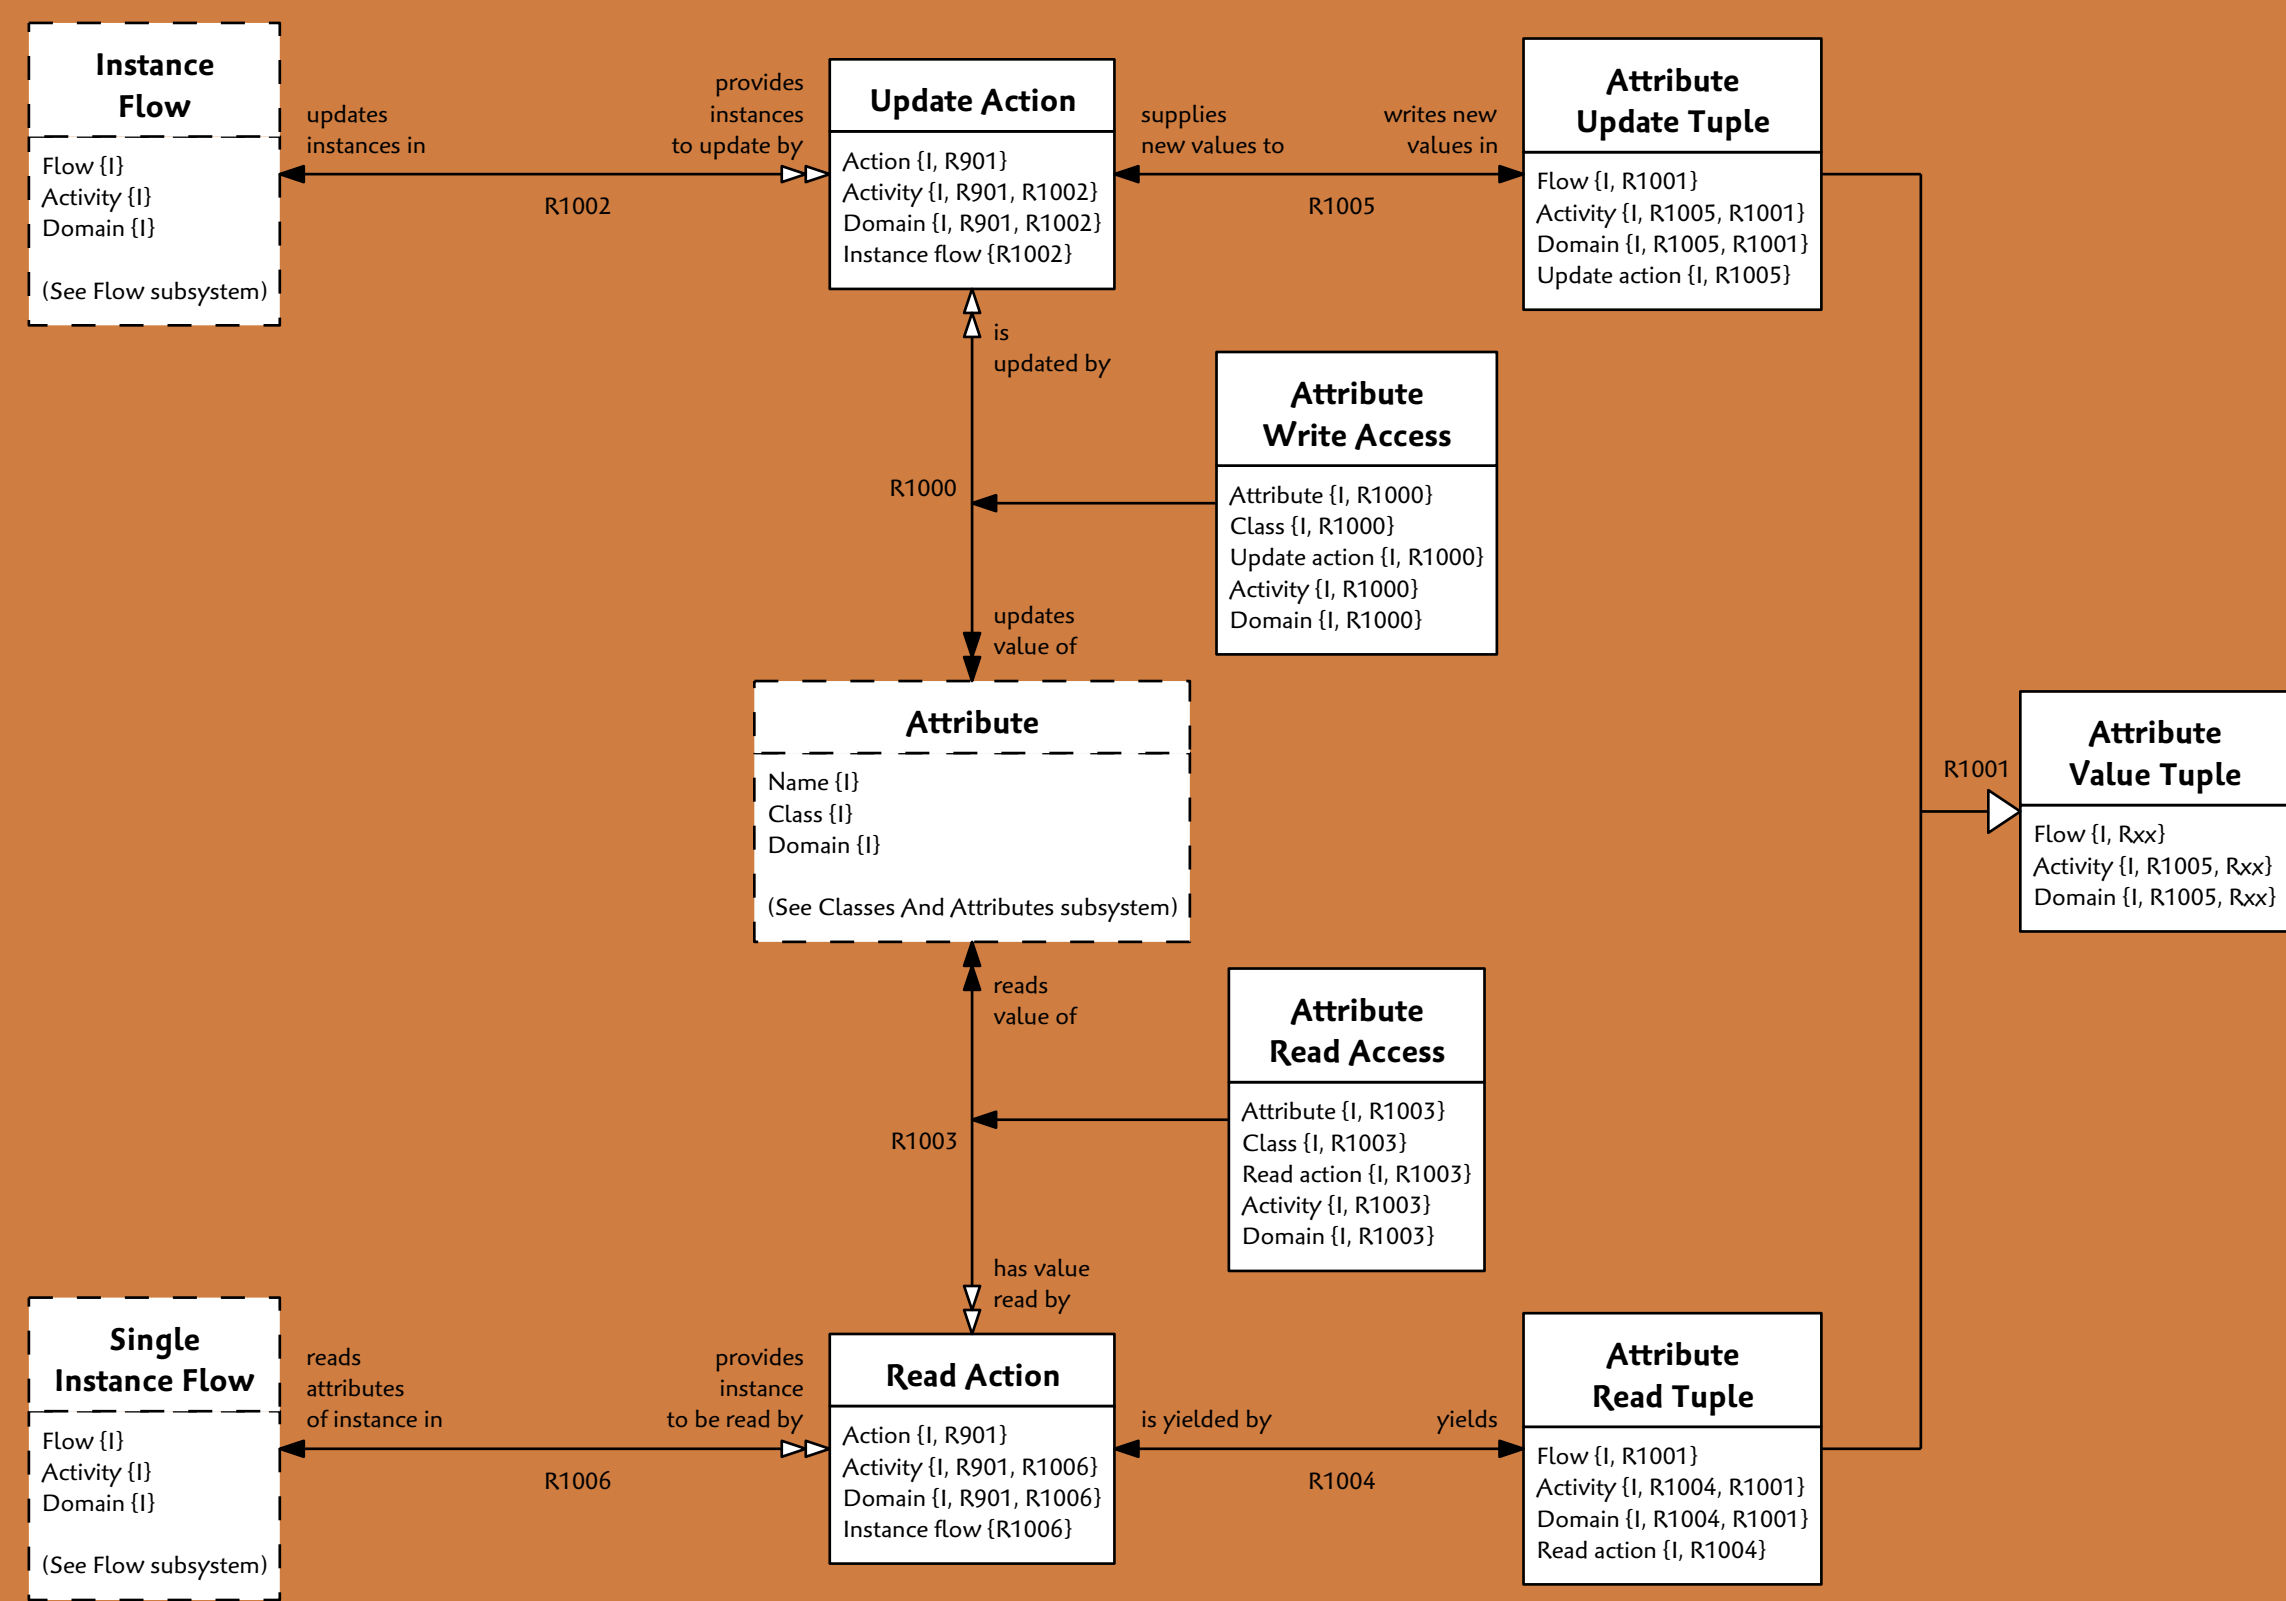 Instance
Flow
Flow {I}
Activity {I}
Domain {I}
(See Flow subsystem)
updates
instances in
provides
instances
to update by
R1002
Update Action
Action {I, R901}
Activity {I, R901, R1002}
Domain {I, R901, R1002}
Instance flow {R1002}
supplies
new values to
writes new
values in
R1005
Attribute
Update Tuple
Flow {I, R1001}
Activity {I, R1005, R1001}
Domain {I, R1005, R1001}
Update action {I, R1005}
is
updated by
R1000
updates
value of
Attribute
Write Access
Attribute {I, R1000}
Class {I, R1000}
Update action {I, R1000}
Activity {I, R1000}
Domain {I, R1000}
Attribute
Name {I}
Class {I}
Domain {I}
(See Classes And Attributes subsystem)
R1001
Attribute
Value Tuple
Flow {I, Rxx}
Activity {I, R1005, Rxx}
Domain {I, R1005, Rxx}
reads
value of
R1003
has value
read by
Attribute
Read Access
Attribute {I, R1003}
Class {I, R1003}
Read action {I, R1003}
Activity {I, R1003}
Domain {I, R1003}
Single
Instance Flow
Flow {I}
Activity {I}
Domain {I}
(See Flow subsystem)
reads
attributes
of instance in
provides
instance
to be read by
R1006
Read Action
Action {I, R901}
Activity {I, R901, R1006}
Domain {I, R901, R1006}
Instance flow {R1006}
is yielded by
yields
R1004
Attribute
Read Tuple
Flow {I, R1001}
Activity {I, R1004, R1001}
Domain {I, R1004, R1001}
Read action {I, R1004}